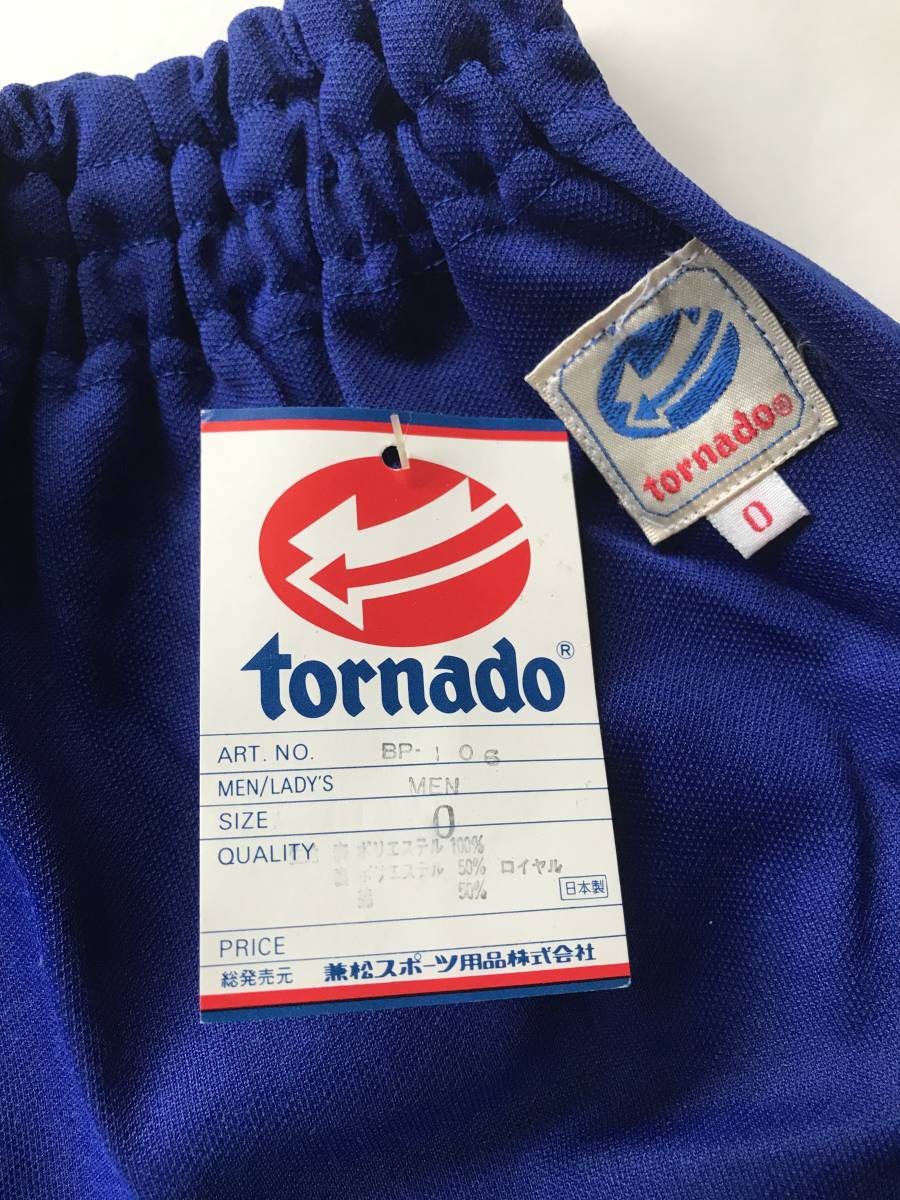 tornado®
0
tornado®
ART. NO. BP-106
MEN/LADY'S MEN
SIZE 0
QUALITY ポリエステル 100%
ポリエステル 50% ロイヤル
綿 50%
日本製
PRICE
総発売元 兼松スポーツ用品株式会社